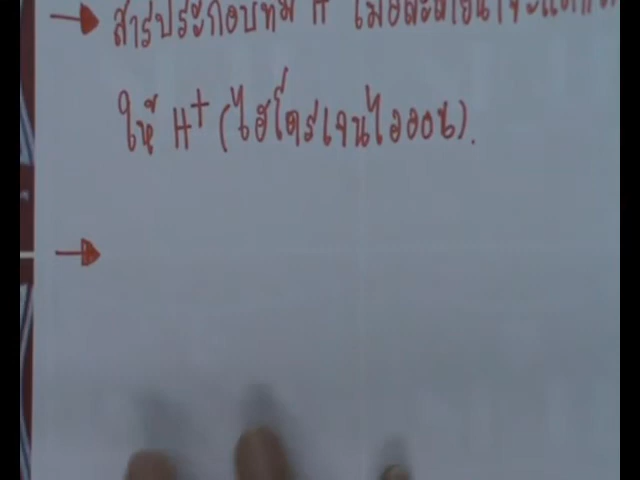 → สารประกอบที่มี H เมื่อละลายน้ำจะแตกตัว
ให้ H⁺ (ไฮโดรเจนไอออน).
→